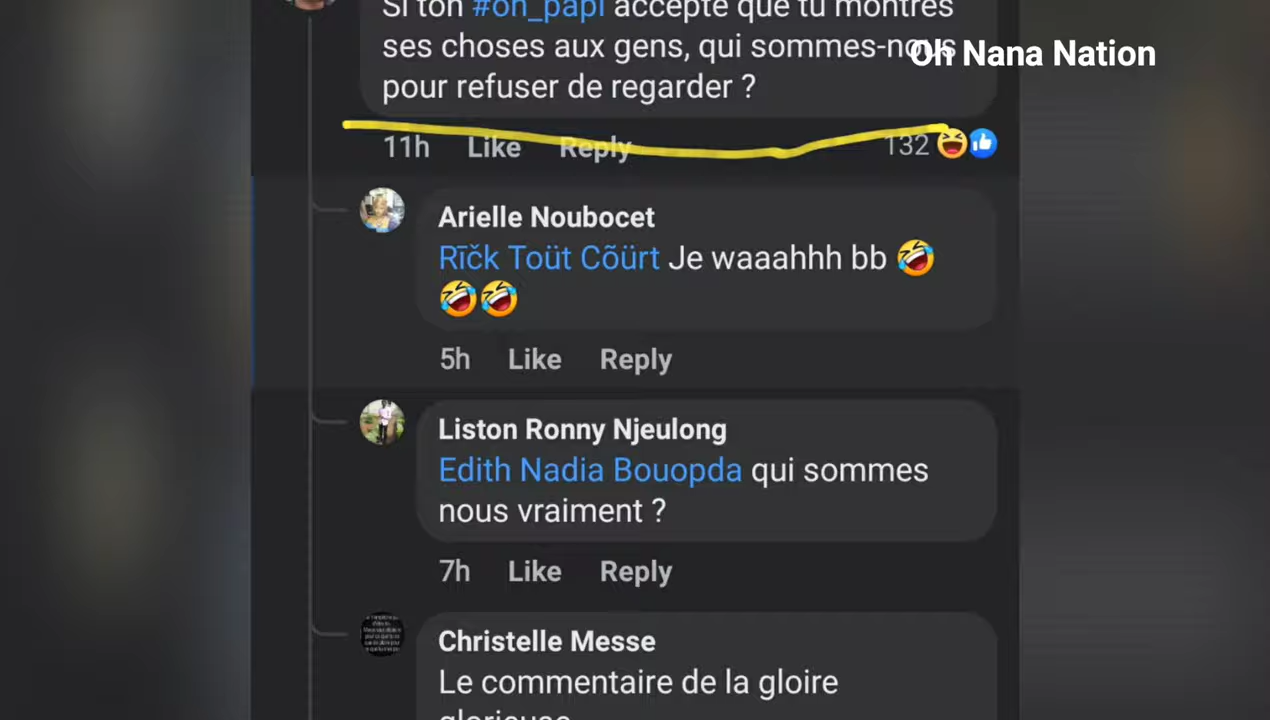 Si ton #oh_papi accepte que tu montres
ses choses aux gens, qui sommes-nous
Oh Nana Nation
pour refuser de regarder ?
11h Like Reply 132
Arielle Noubocet
Rĩčk Toüt Cõürt Je waaahhh bb 🤣
🤣🤣
5h Like Reply
Liston Ronny Njeulong
Edith Nadia Bouopda qui sommes
nous vraiment ?
7h Like Reply
Christelle Messe
Le commentaire de la gloire
glorieuse